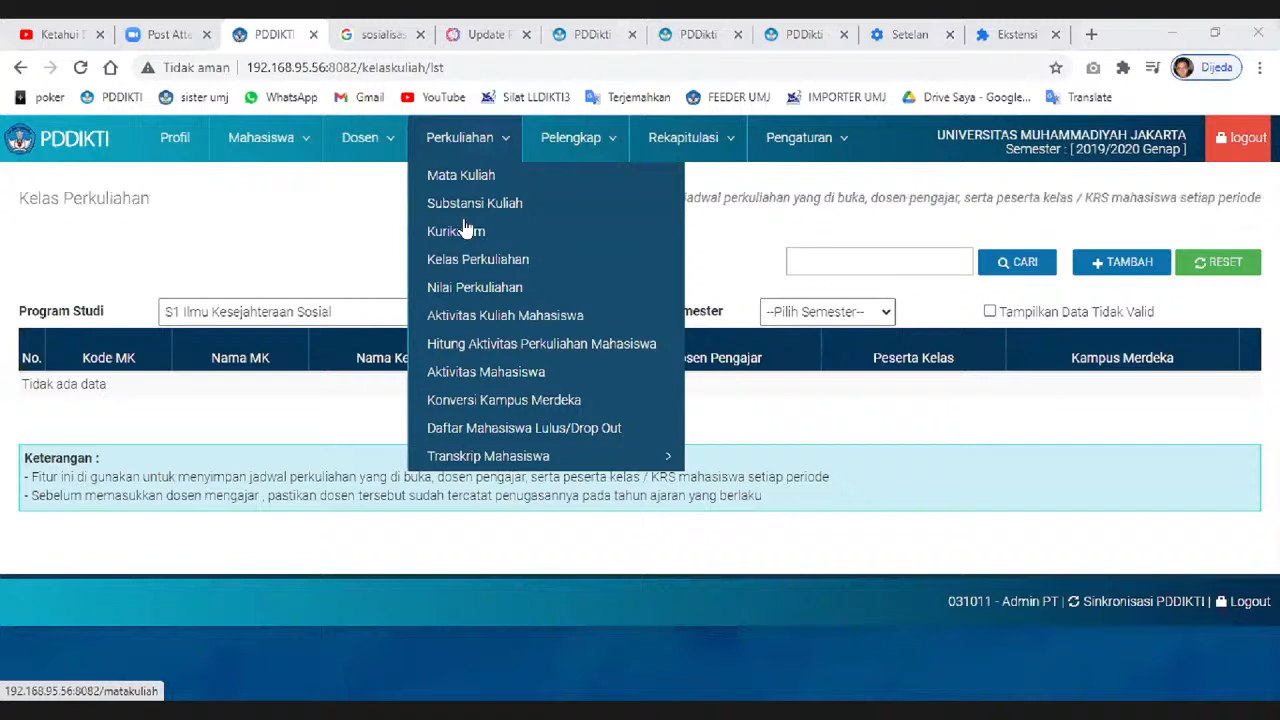 Ketahui
Post Atte
PDDIKTI
sosialisas
Update
PDDikti
PDDikti
PDDikti
Setelan
Ekstensi
Tidak aman
192.168.95.56:8082/kelaskuliah/lst
Dijeda
poker
PDDIKTI
sister umj
WhatsApp
Gmail
YouTube
Silat LLDIKTI3
Terjemahkan
FEEDER UMJ
IMPORTER UMJ
Drive Saya - Google...
Translate
PDDIKTI
Profil
Mahasiswa
Dosen
Perkuliahan
Pelengkap
Rekapitulasi
Pengaturan
UNIVERSITAS MUHAMMADIYAH JAKARTA
Semester : [ 2019/2020 Genap ]
logout
Mata Kuliah
Substansi Kuliah
Kurikulum
Kelas Perkuliahan
Nilai Perkuliahan
Aktivitas Kuliah Mahasiswa
Hitung Aktivitas Perkuliahan Mahasiswa
Aktivitas Mahasiswa
Konversi Kampus Merdeka
Daftar Mahasiswa Lulus/Drop Out
Transkrip Mahasiswa
Kelas Perkuliahan
jadwal perkuliahan yang di buka, dosen pengajar, serta peserta kelas / KRS mahasiswa setiap periode
CARI
TAMBAH
RESET
Program Studi
S1 Ilmu Kesejahteraan Sosial
mester
--Pilih Semester--
Tampilkan Data Tidak Valid
No.
Kode MK
Nama MK
Nama Ke
osen Pengajar
Peserta Kelas
Kampus Merdeka
Tidak ada data
Keterangan :
- Fitur ini di gunakan untuk menyimpan jadwal perkuliahan yang di buka, dosen pengajar, serta peserta kelas / KRS mahasiswa setiap periode
- Sebelum memasukkan dosen mengajar , pastikan dosen tersebut sudah tercatat penugasannya pada tahun ajaran yang berlaku
031011 - Admin PT | Sinkronisasi PDDIKTI | Logout
192.168.95.56:8082/matakuliah